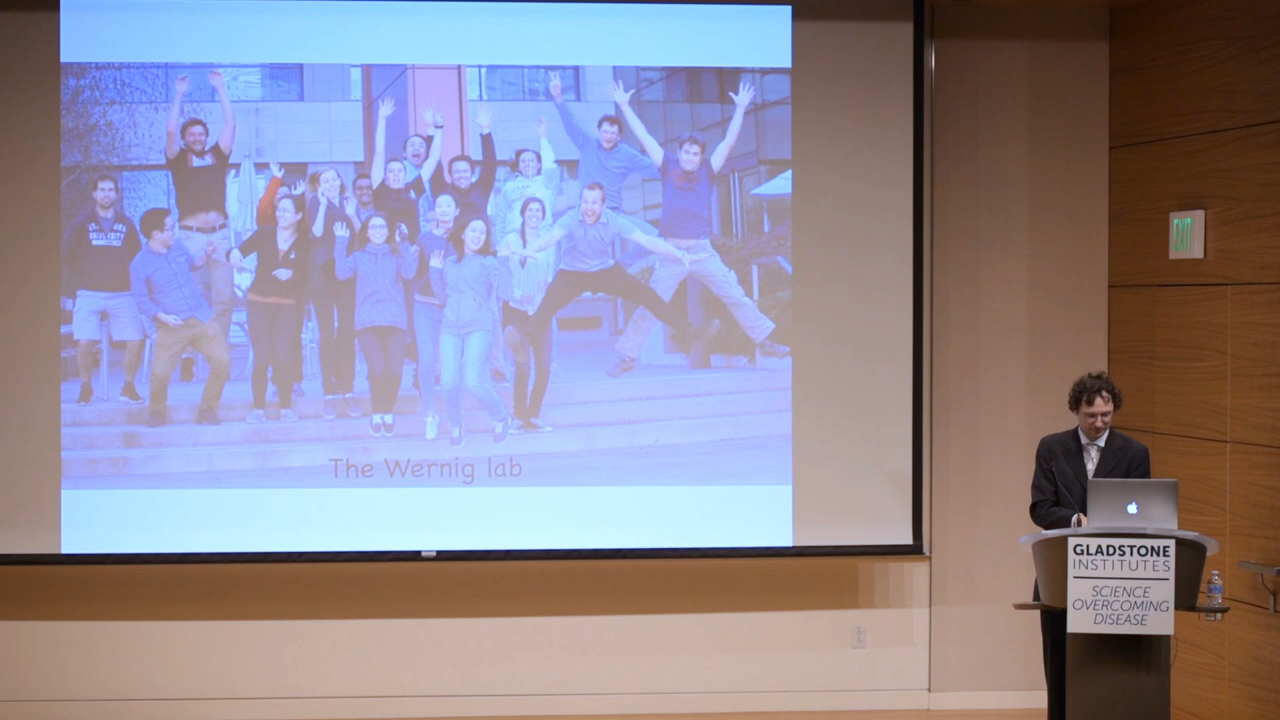 The Wernig lab
EXIT
GLADSTONE
INSTITUTES
SCIENCE
OVERCOMING
DISEASE